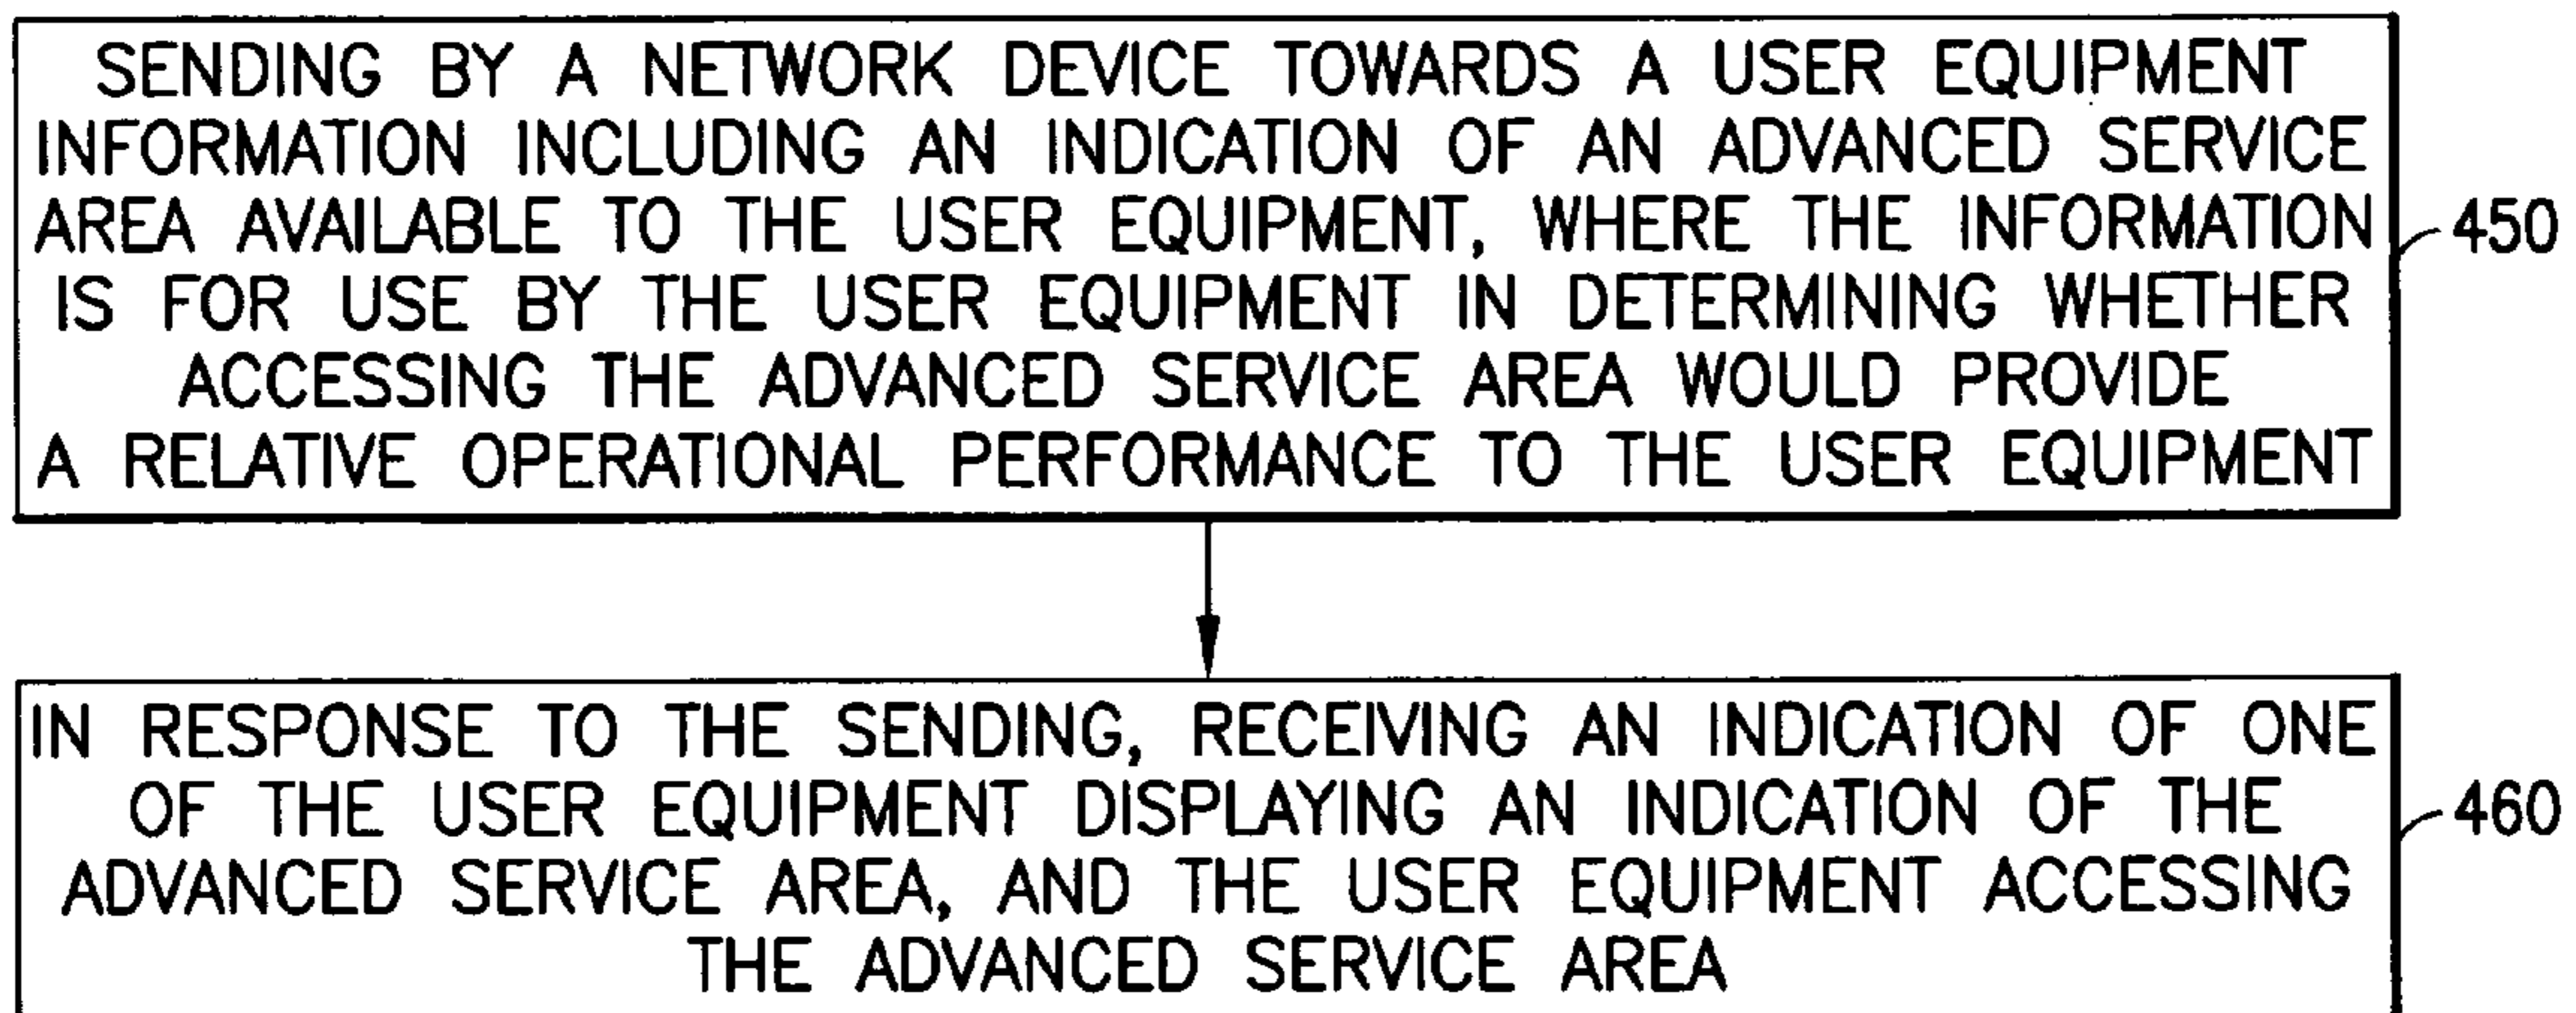 SENDING BY A NETWORK DEVICE TOWARDS A USER EQUIPMENT
INFORMATION INCLUDING AN INDICATION OF AN ADVANCED SERVICE
AREA AVAILABLE TO THE USER EQUIPMENT, WHERE THE INFORMATION
IS FOR USE BY THE USER EQUIPMENT IN DETERMINING WHETHER
ACCESSING THE ADVANCED SERVICE AREA WOULD PROVIDE
A RELATIVE OPERATIONAL PERFORMANCE TO THE USER EQUIPMENT
450
IN RESPONSE TO THE SENDING, RECEIVING AN INDICATION OF ONE
OF THE USER EQUIPMENT DISPLAYING AN INDICATION OF THE
ADVANCED SERVICE AREA, AND THE USER EQUIPMENT ACCESSING
THE ADVANCED SERVICE AREA
460